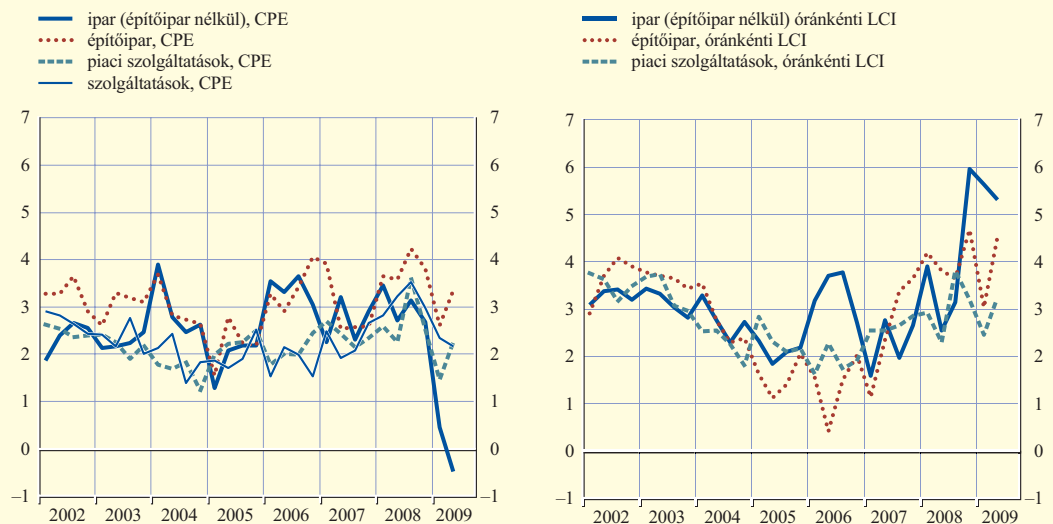 ipar (építőipar nélkül), CPE
építőipar, CPE
piaci szolgáltatások, CPE
szolgáltatások, CPE
7 7
6 6
5 5
4 4
3 3
2 2
1 1
0 0
–1 –1
2002 2003 2004 2005 2006 2007 2008 2009
ipar (építőipar nélkül) óránkénti LCI
építőipar, óránkénti LCI
piaci szolgáltatások, óránkénti LCI
7 7
6 6
5 5
4 4
3 3
2 2
1 1
0 0
–1 –1
2002 2003 2004 2005 2006 2007 2008 2009